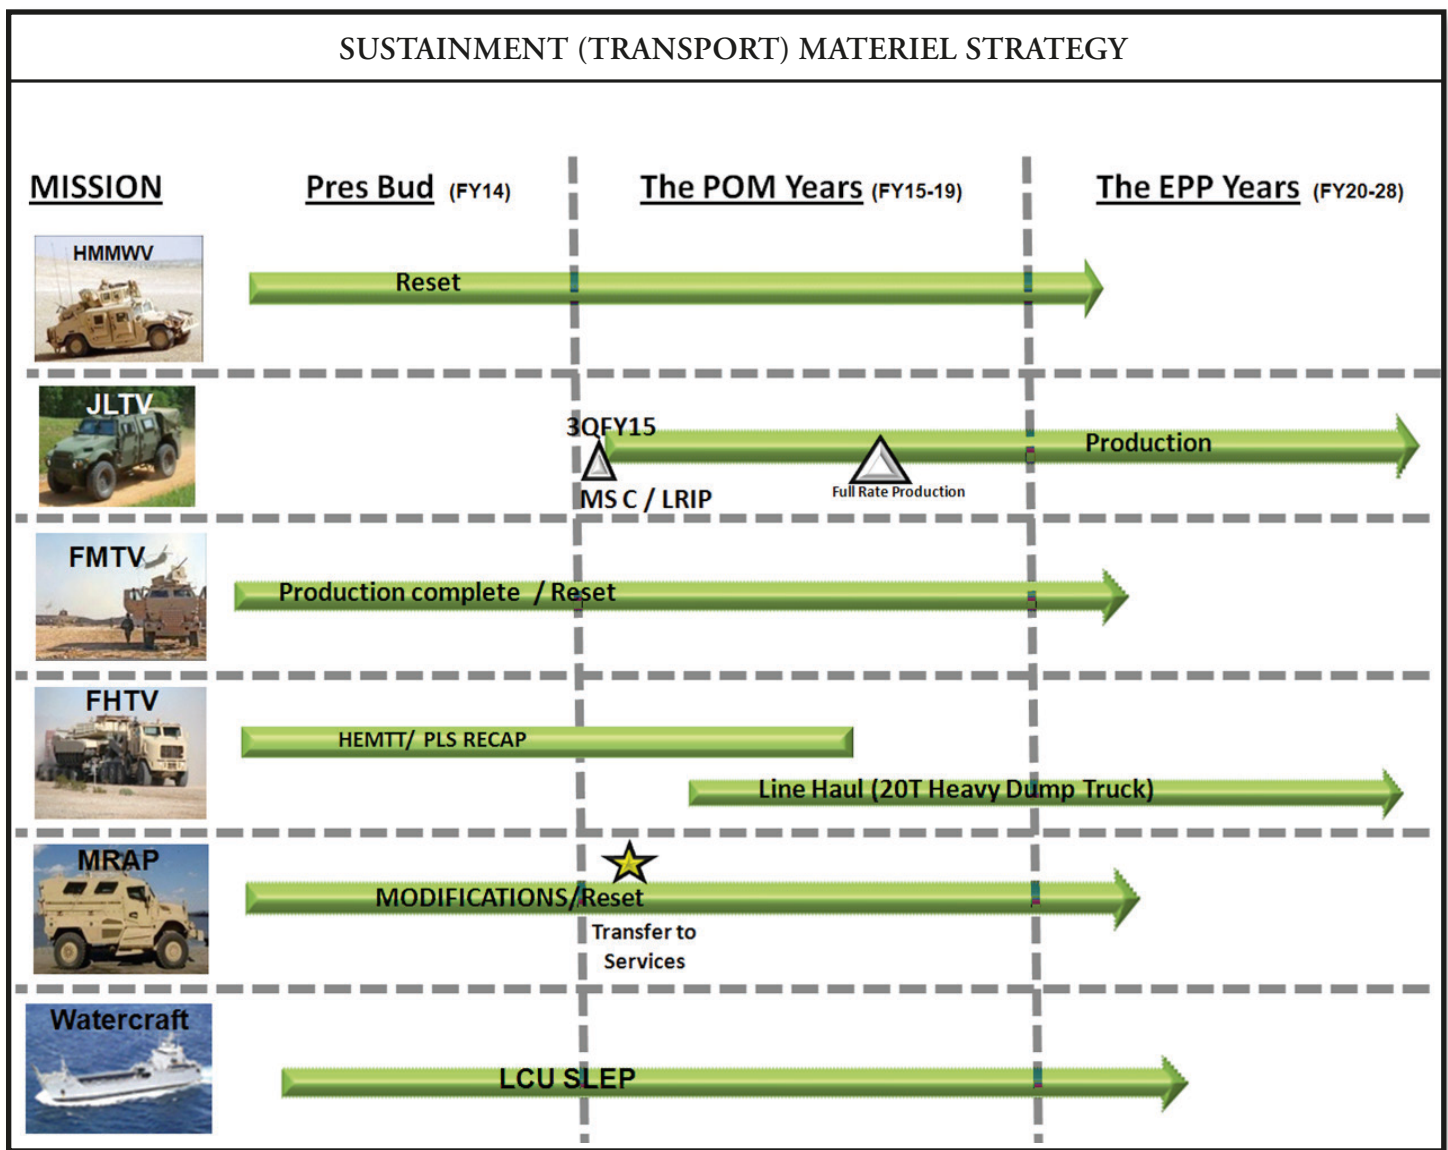 SUSTAINMENT (TRANSPORT) MATERIEL STRATEGY
MISSION
Pres Bud (FY14)
The POM Years (FY15-19)
The EPP Years (FY20-28)
HMMWV
Reset
JLTV
3QFY15
MS C / LRIP
Full Rate Production
Production
FMTV
Production complete / Reset
FHTV
HEMTT/ PLS RECAP
Line Haul (20T Heavy Dump Truck)
MRAP
MODIFICATIONS/Reset
Transfer to
Services
Watercraft
LCU SLEP